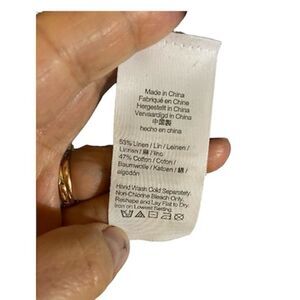 Made in China
Fabriqué en Chine
Hergestellt in China
Vervaardigd in China
中国製
hecho en china
53% Linen / Lin / Leinen /
Linnen / 麻 / lino
47% Cotton / Coton /
Baumwolle / Katoen / 綿 /
algodón
Hand Wash Cold Separately.
Non-Chlorine Bleach Only.
Reshape and Lay Flat to Dry.
Iron on Lowest Setting.